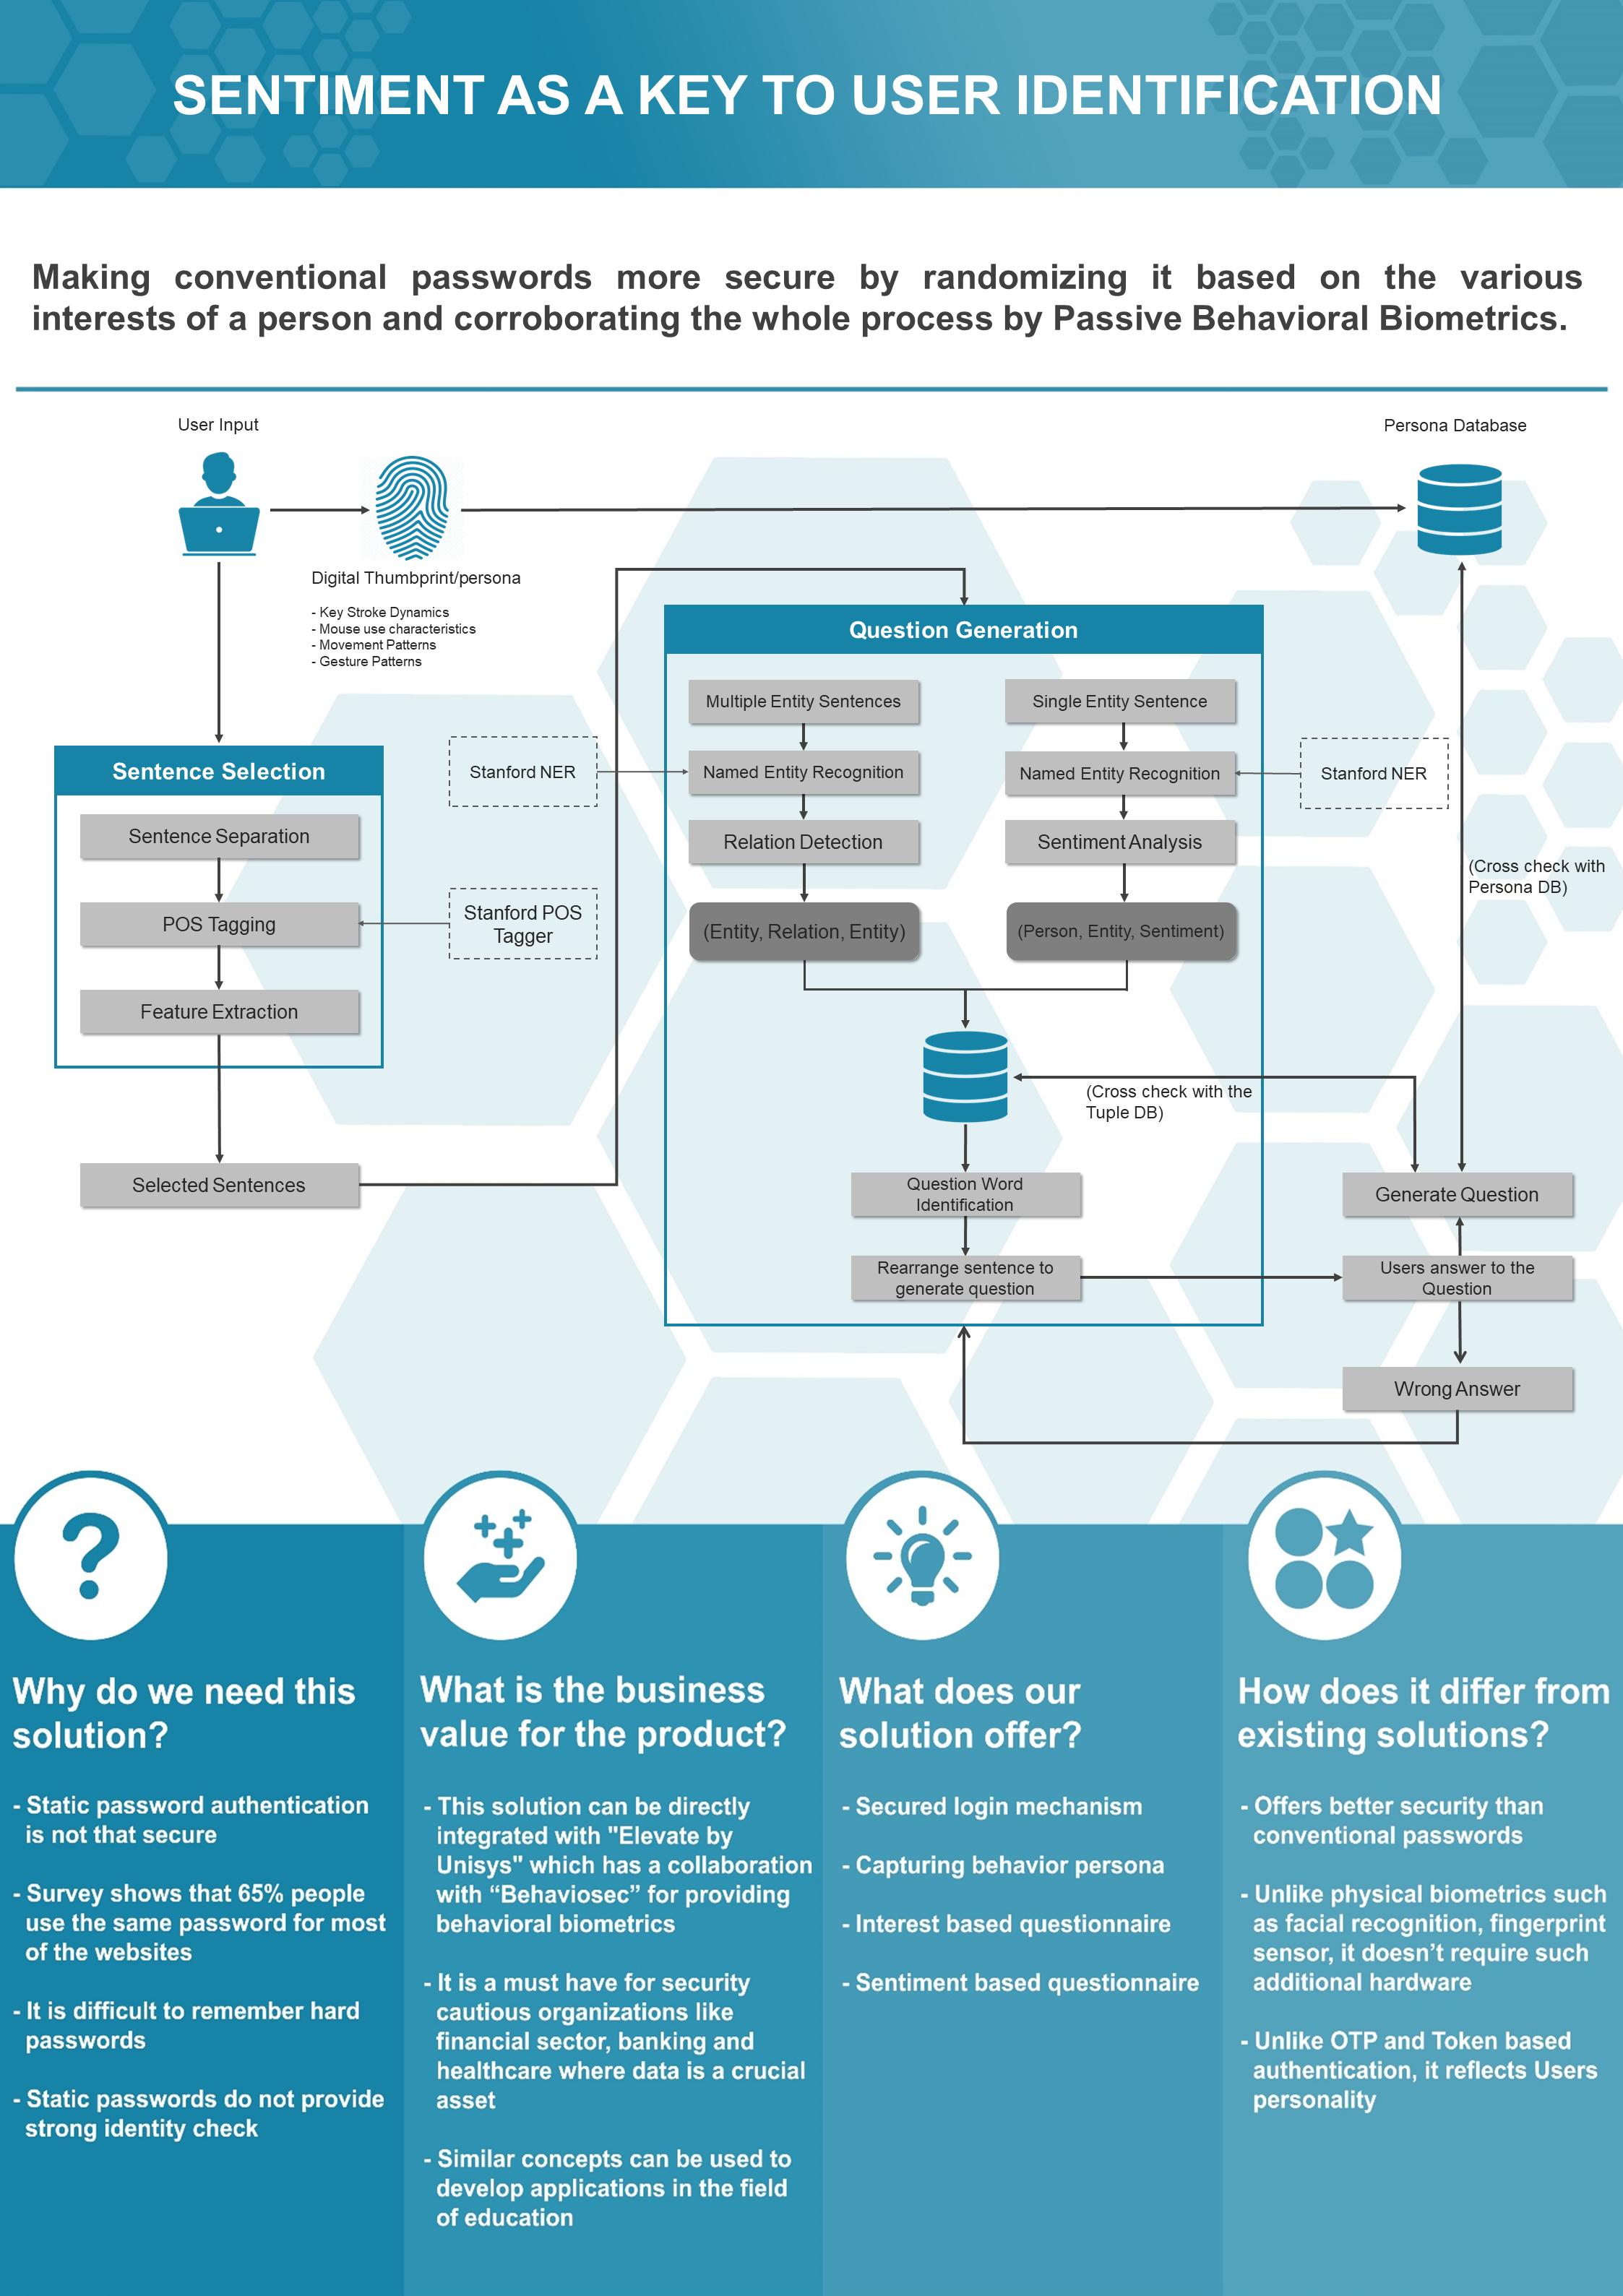 SENTIMENT AS A KEY TO USER IDENTIFICATION
Making conventional passwords more secure by randomizing it based on the various
interests of a person and corroborating the whole process by Passive Behavioral Biometrics.
User Input
Persona Database
Digital Thumbprint/persona
- Key Stroke Dynamics
- Mouse use characteristics
- Movement Patterns
- Gesture Patterns
Sentence Selection
Sentence Separation
POS Tagging
Feature Extraction
Selected Sentences
Stanford NER
Stanford POS
Tagger
Question Generation
Multiple Entity Sentences
Named Entity Recognition
Relation Detection
(Entity, Relation, Entity)
Single Entity Sentence
Named Entity Recognition
Sentiment Analysis
(Person, Entity, Sentiment)
Stanford NER
(Cross check with
Persona DB)
(Cross check with the
Tuple DB)
Question Word
Identification
Rearrange sentence to
generate question
Generate Question
Users answer to the
Question
Wrong Answer
Why do we need this
solution?
- Static password authentication
is not that secure
- Survey shows that 65% people
use the same password for most
of the websites
- It is difficult to remember hard
passwords
- Static passwords do not provide
strong identity check
What is the business
value for the product?
- This solution can be directly
integrated with "Elevate by
Unisys" which has a collaboration
with “Behaviosec” for providing
behavioral biometrics
- It is a must have for security
cautious organizations like
financial sector, banking and
healthcare where data is a crucial
asset
- Similar concepts can be used to
develop applications in the field
of education
What does our
solution offer?
- Secured login mechanism
- Capturing behavior persona
- Interest based questionnaire
- Sentiment based questionnaire
How does it differ from
existing solutions?
- Offers better security than
conventional passwords
- Unlike physical biometrics such
as facial recognition, fingerprint
sensor, it doesn’t require such
additional hardware
- Unlike OTP and Token based
authentication, it reflects Users
personality